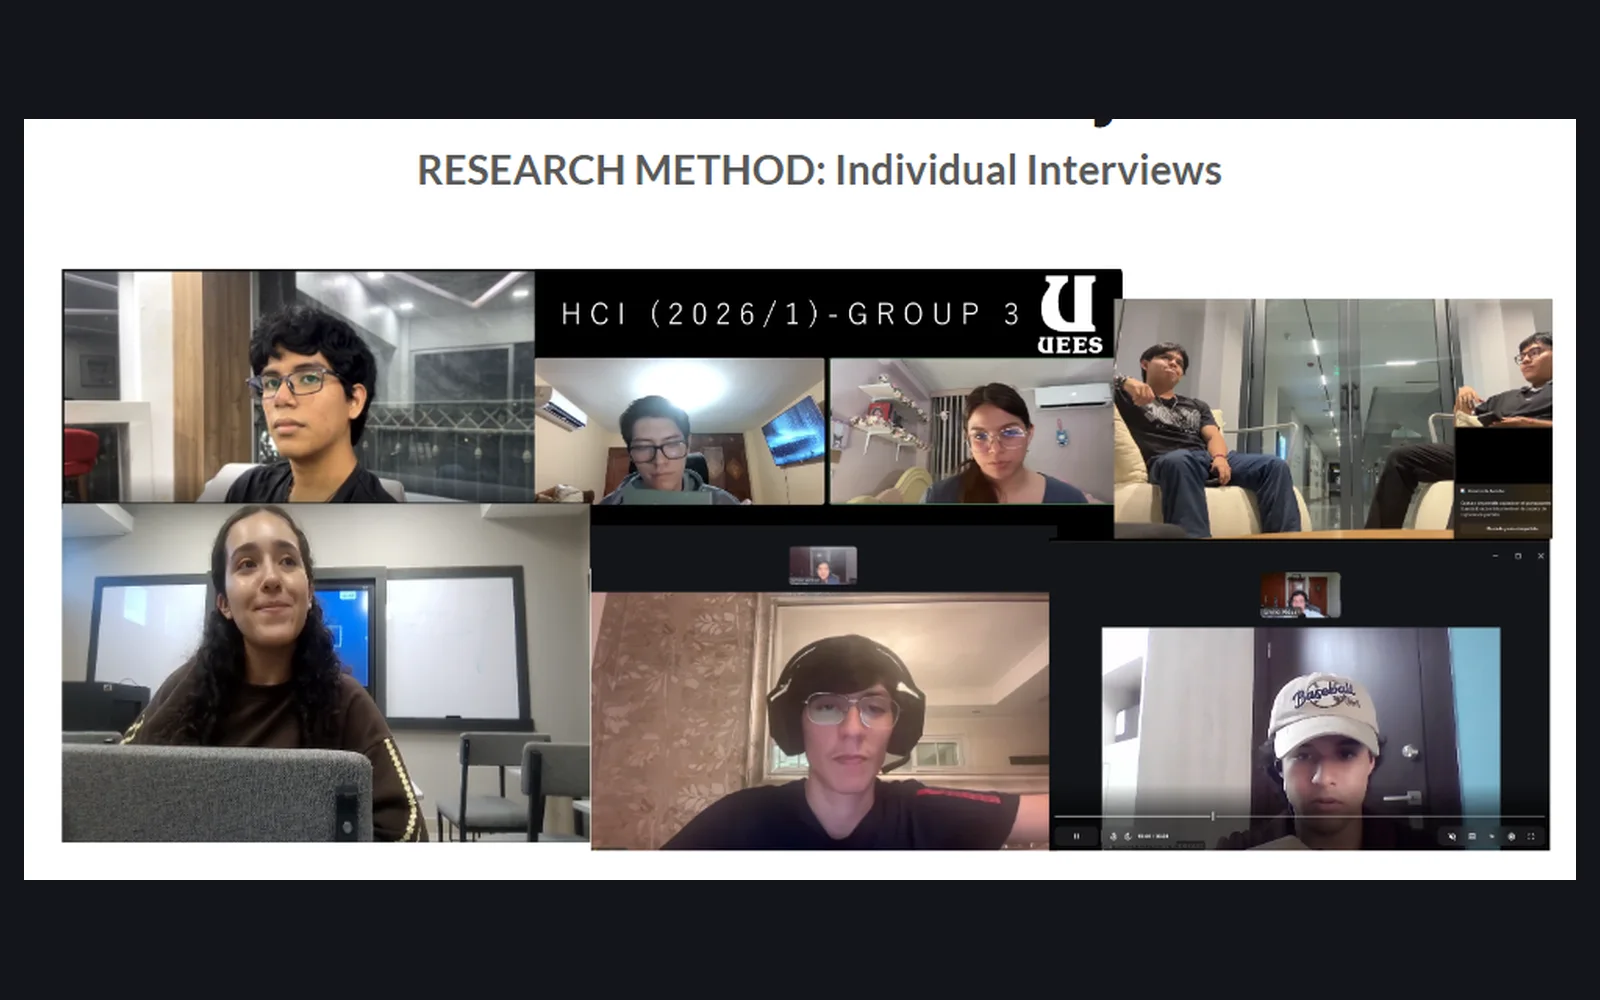 RESEARCH METHOD: Individual Interviews
HCI (2026/1)-GROUP 3
U
UEES
Baseball